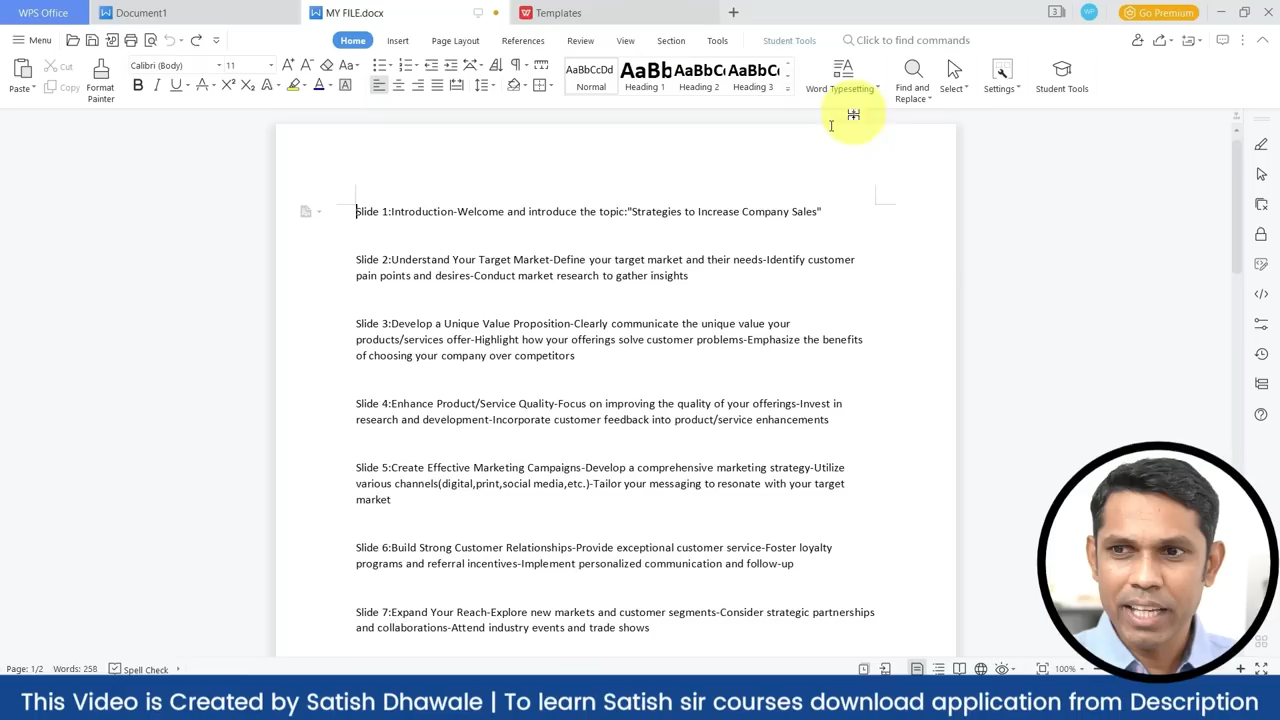 WPS Office Document1 MY FILE.docx Templates 3 WP Go Premium
Menu Home Insert Page Layout References Review View Section Tools Student Tools Click to find commands
Calibri (Body) 11
Paste Cut Copy Format Painter
AaBbCcDd Normal
AaBb Heading 1
AaBbC Heading 2
AaBbC Heading 3
Word Typesetting
Find and Replace
Select
Settings
Student Tools
Slide 1:Introduction-Welcome and introduce the topic:"Strategies to Increase Company Sales"
Slide 2:Understand Your Target Market-Define your target market and their needs-Identify customer
pain points and desires-Conduct market research to gather insights
Slide 3:Develop a Unique Value Proposition-Clearly communicate the unique value your
products/services offer-Highlight how your offerings solve customer problems-Emphasize the benefits
of choosing your company over competitors
Slide 4:Enhance Product/Service Quality-Focus on improving the quality of your offerings-Invest in
research and development-Incorporate customer feedback into product/service enhancements
Slide 5:Create Effective Marketing Campaigns-Develop a comprehensive marketing strategy-Utilize
various channels(digital,print,social media,etc.)-Tailor your messaging to resonate with your target
market
Slide 6:Build Strong Customer Relationships-Provide exceptional customer service-Foster loyalty
programs and referral incentives-Implement personalized communication and follow-up
Slide 7:Expand Your Reach-Explore new markets and customer segments-Consider strategic partnerships
and collaborations-Attend industry events and trade shows
Page: 1/2 Words: 258 Spell Check 100%
This Video is Created by Satish Dhawale | To learn Satish sir courses download application from Description